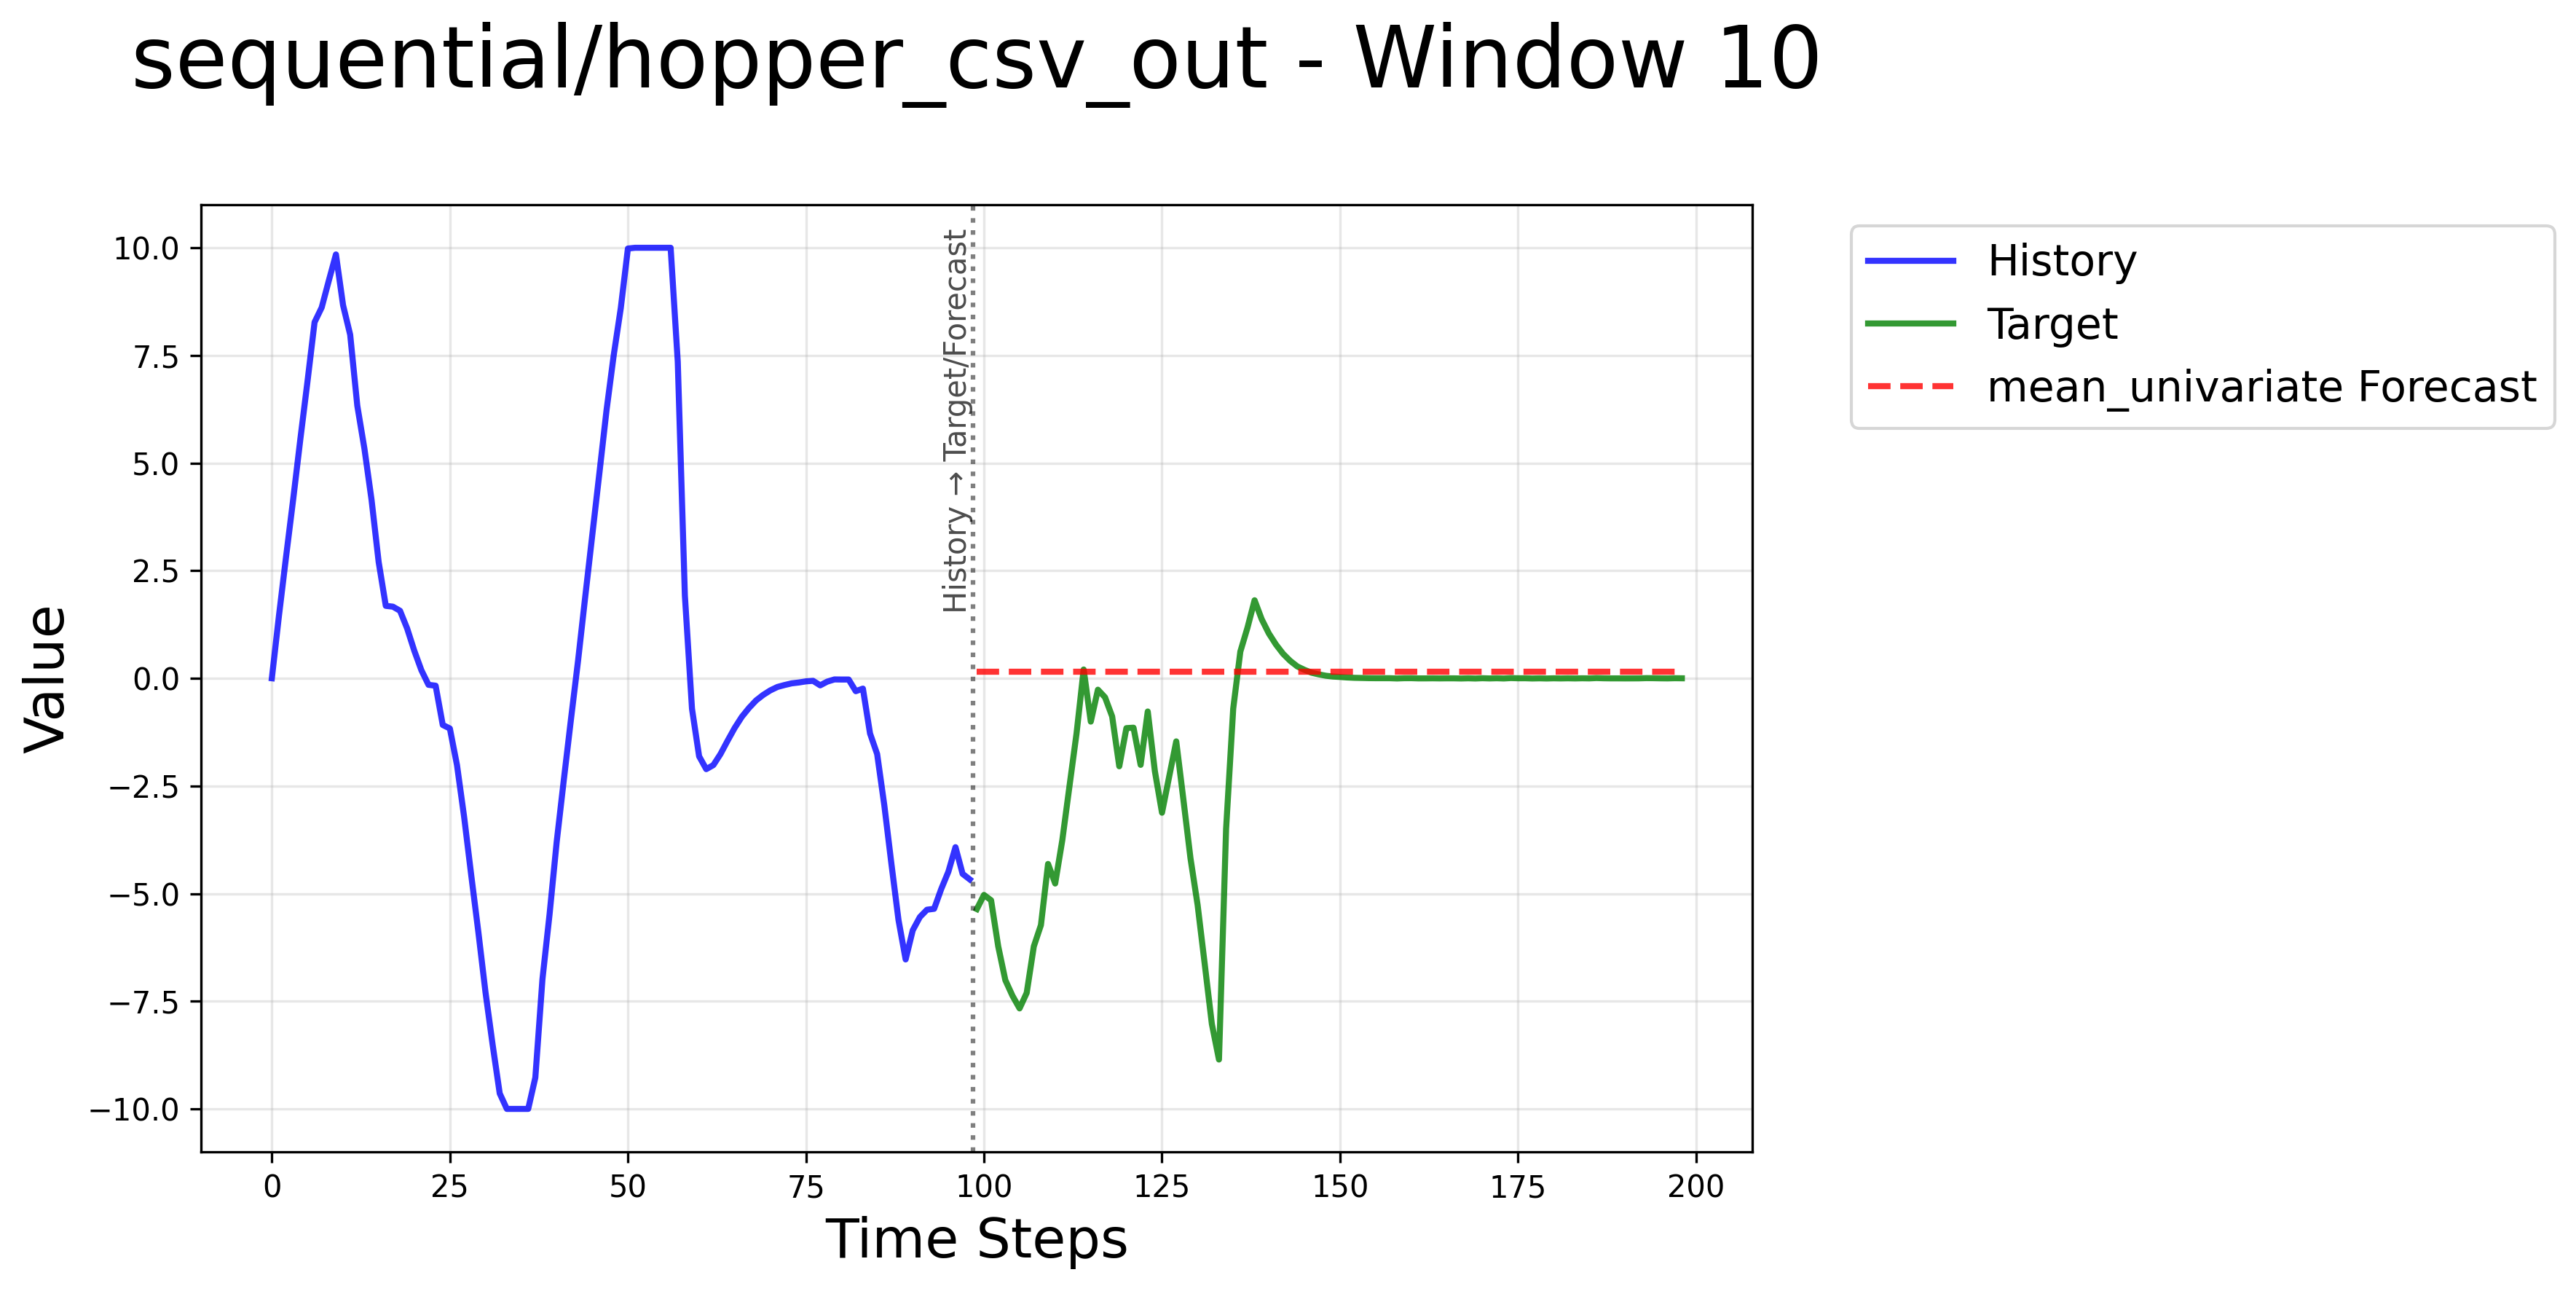 sequential/hopper_csv_out - Window 10
History
Target
mean_univariate Forecast
History → Target/Forecast
Value
10.0
7.5
5.0
2.5
0.0
−2.5
−5.0
−7.5
−10.0
0
25
50
75
100
125
150
175
200
Time Steps